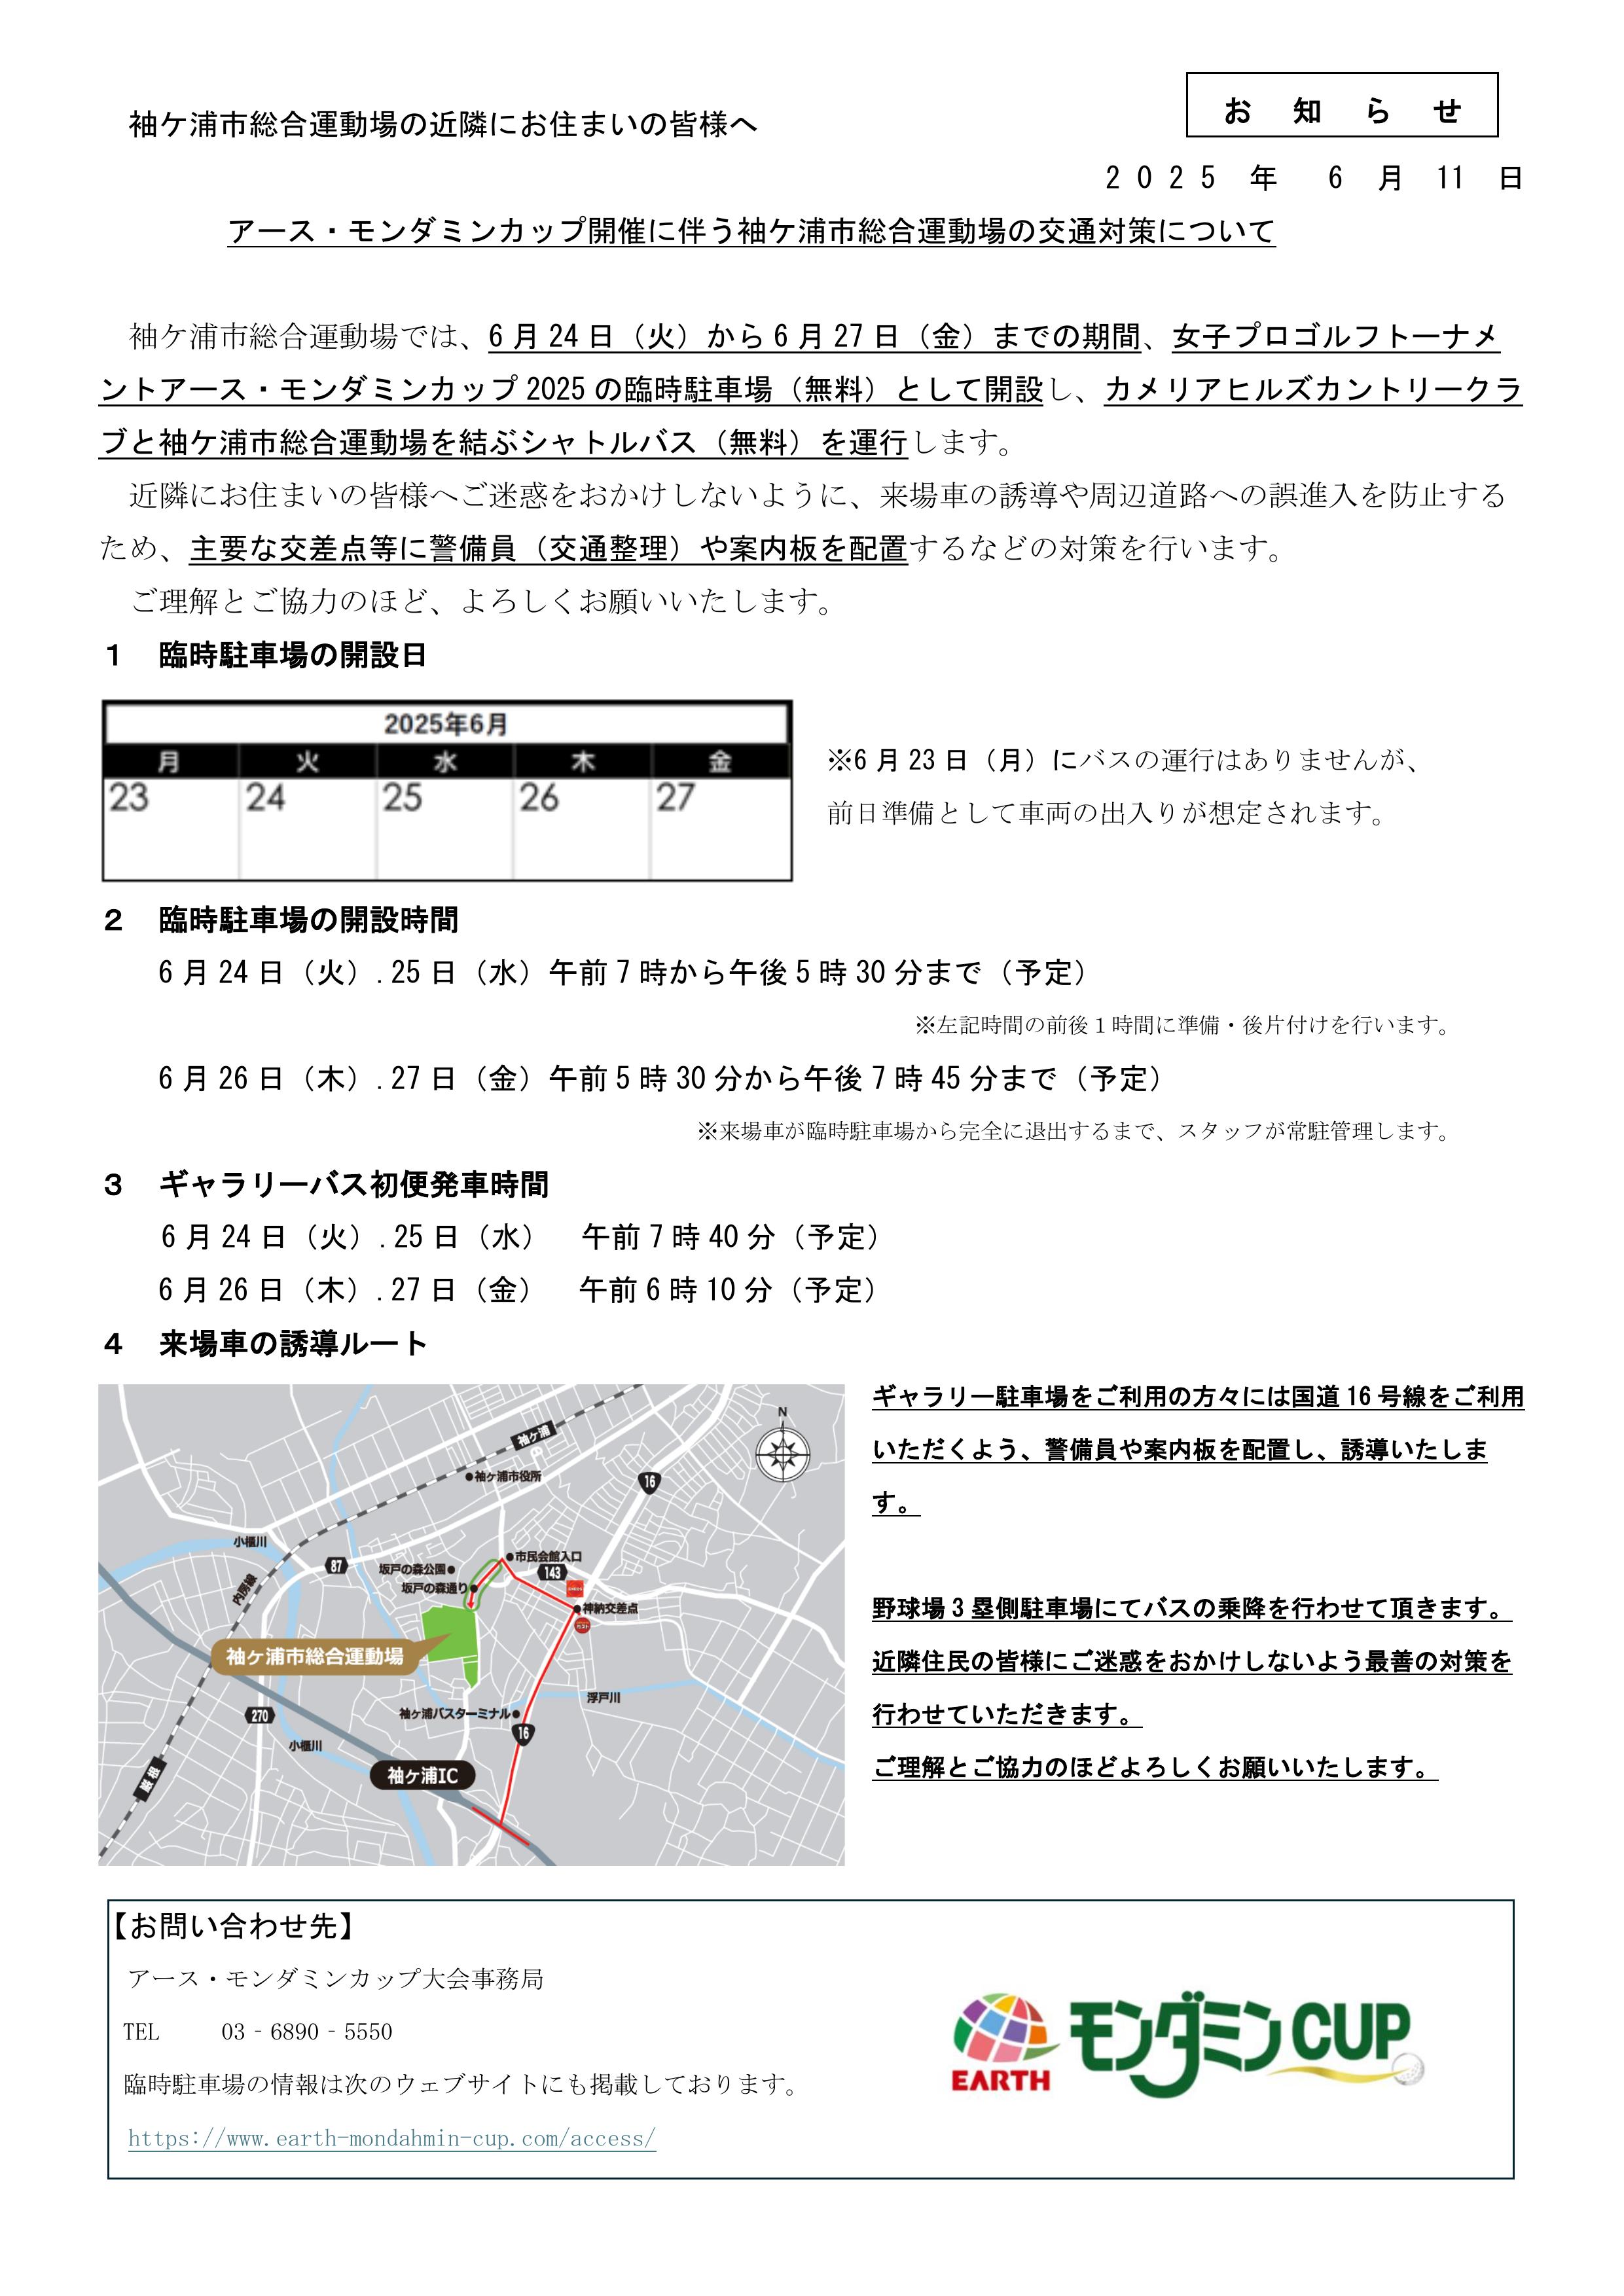 お知らせ
袖ケ浦市総合運動場の近隣にお住まいの皆様へ
2025年 6月11日
アース・モンダミンカップ開催に伴う袖ケ浦市総合運動場の交通対策について
袖ケ浦市総合運動場では、6月24日（火）から6月27日（金）までの期間、女子プロゴルフトーナメ
ントアース・モンダミンカップ2025の臨時駐車場（無料）として開設し、カメリアヒルズカントリークラ
ブと袖ケ浦市総合運動場を結ぶシャトルバス（無料）を運行します。
近隣にお住まいの皆様へご迷惑をおかけしないように、来場車の誘導や周辺道路への誤進入を防止する
ため、主要な交差点等に警備員（交通整理）や案内板を配置するなどの対策を行います。
ご理解とご協力のほど、よろしくお願いいたします。
1 臨時駐車場の開設日
2025年6月
月 火 水 木 金
23 24 25 26 27
※6月23日（月）にバスの運行はありませんが、
前日準備として車両の出入りが想定されます。
2 臨時駐車場の開設時間
6月24日（火）.25日（水）午前7時から午後5時30分まで（予定）
※左記時間の前後1時間に準備・後片付けを行います。
6月26日（木）.27日（金）午前5時30分から午後7時45分まで（予定）
※来場車が臨時駐車場から完全に退出するまで、スタッフが常駐管理します。
3 ギャラリーバス初便発車時間
6月24日（火）.25日（水） 午前7時40分（予定）
6月26日（木）.27日（金） 午前6時10分（予定）
4 来場車の誘導ルート
N
袖ケ浦
袖ケ浦市役所
16
小櫃川
87
内房線
坂戸の森公園
坂戸の森通り
市民会館入口
143
神納交差点
袖ケ浦市総合運動場
浮戸川
袖ケ浦バスターミナル
16
270
小櫃川
巌根
袖ヶ浦IC
ギャラリー駐車場をご利用の方々には国道16号線をご利用
いただくよう、警備員や案内板を配置し、誘導いたしま
す。
野球場3塁側駐車場にてバスの乗降を行わせて頂きます。
近隣住民の皆様にご迷惑をおかけしないよう最善の対策を
行わせていただきます。
ご理解とご協力のほどよろしくお願いいたします。
【お問い合わせ先】
アース・モンダミンカップ大会事務局
TEL 03‐6890‐5550
臨時駐車場の情報は次のウェブサイトにも掲載しております。
https://www.earth-mondahmin-cup.com/access/
EARTH モンダミンCUP